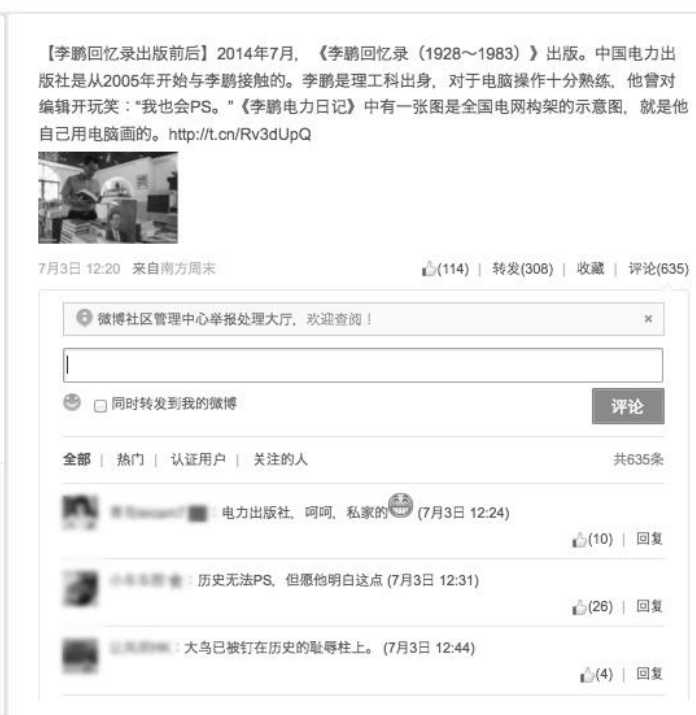 【李鹏回忆录出版前后】2014年7月，《李鹏回忆录（1928～1983）》出版。中国电力出
版社是从2005年开始与李鹏接触的。李鹏是理工科出身，对于电脑操作十分熟练，他曾对
编辑开玩笑：“我也会PS。”《李鹏电力日记》中有一张图是全国电网构架的示意图，就是他
自己用电脑画的。http://t.cn/Rv3dUpQ
7月3日 12:20 来自南方周末 (114) | 转发(308) | 收藏 | 评论(635)
微博社区管理中心举报处理大厅，欢迎查阅！ ×
同时转发到我的微博 评论
全部 | 热门 | 认证用户 | 关注的人 共635条
：电力出版社，呵呵，私家的 (7月3日 12:24)
(10) | 回复
：历史无法PS，但愿他明白这点 (7月3日 12:31)
(26) | 回复
：大鸟已被钉在历史的耻辱柱上。 (7月3日 12:44)
(4) | 回复